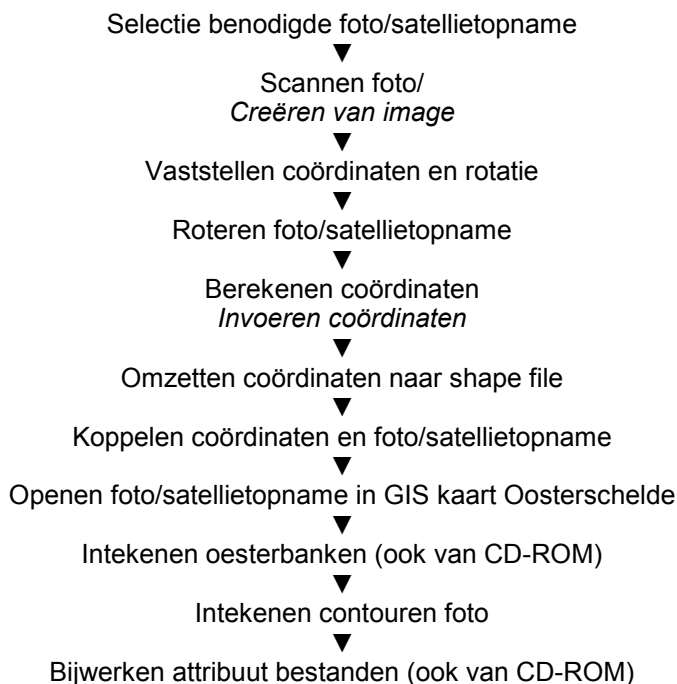 Selectie benodigde foto/satellietopname
▼
Scannen foto/
Creëren van image
▼
Vaststellen coördinaten en rotatie
▼
Roteren foto/satellietopname
▼
Berekenen coördinaten
Invoeren coördinaten
▼
Omzetten coördinaten naar shape file
▼
Koppelen coördinaten en foto/satellietopname
▼
Openen foto/satellietopname in GIS kaart Oosterschelde
▼
Intekenen oesterbanken (ook van CD-ROM)
▼
Intekenen contouren foto
▼
Bijwerken attribuut bestanden (ook van CD-ROM)